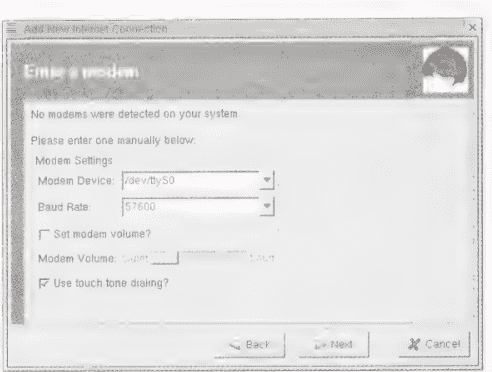 Add New Internet Connection
Enter a modem
No modems were detected on your system
Please enter one manually below:
Modem Settings
Modem Device: /dev/ttyS0
Baud Rate: 57600
Set modem volume?
Modem Volume:
Use touch tone dialing?
Back Next Cancel